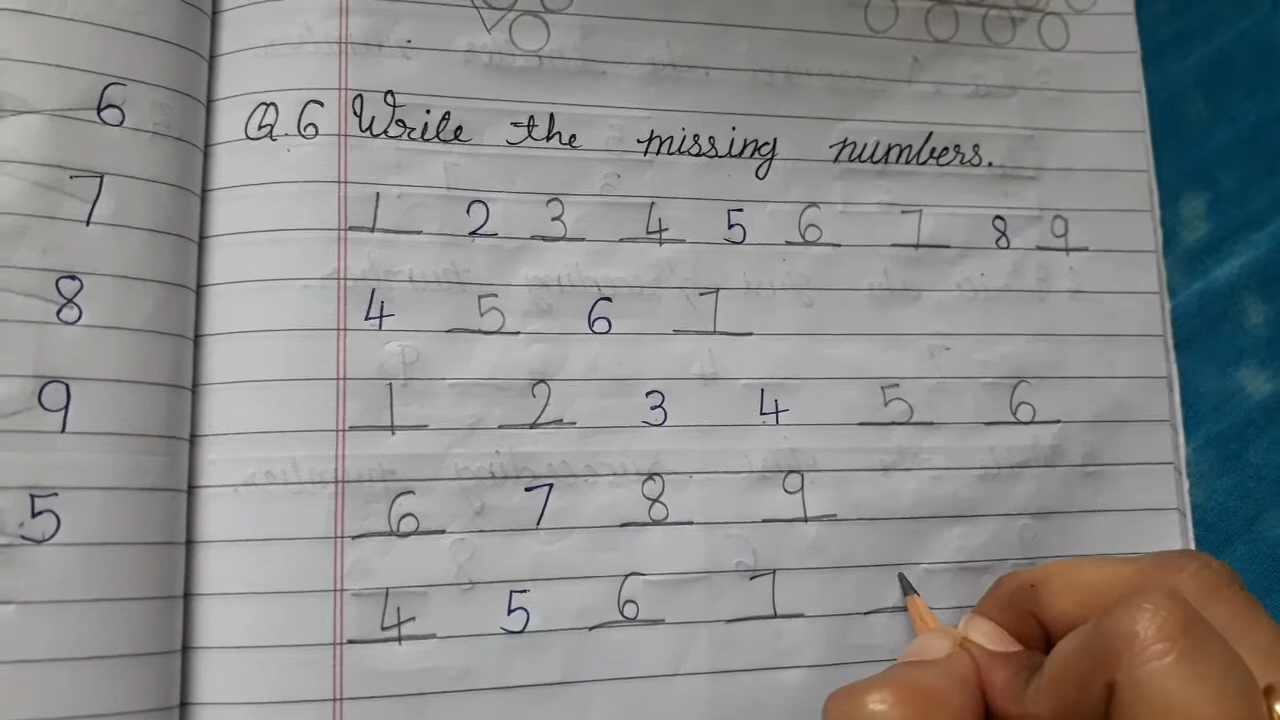 6
7
8
9
5
Q.6 Write the missing numbers.
1 2 3 4 5 6 7 8 9
4 5 6 7
1 2 3 4 5 6
6 7 8 9
4 5 6 7